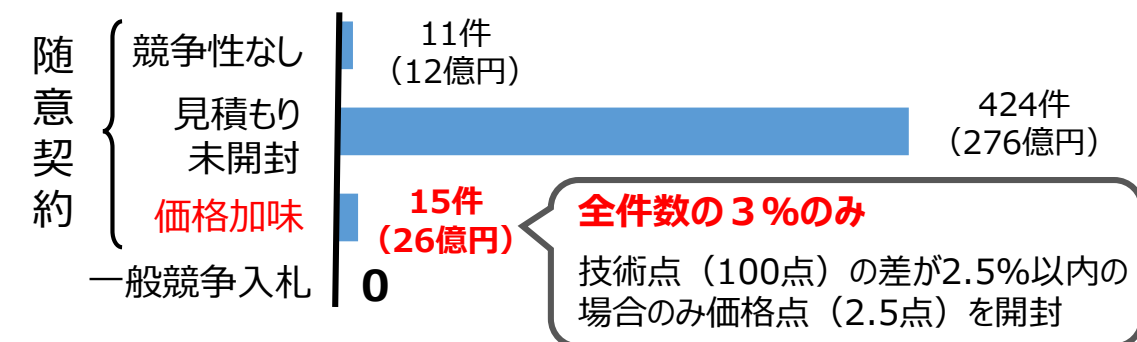 随意契約
競争性なし
11件
（12億円）
見積もり
未開封
424件
（276億円）
価格加味
15件
（26億円）
全件数の３％のみ
技術点（100点）の差が2.5%以内の
場合のみ価格点（2.5点）を開封
一般競争入札
0